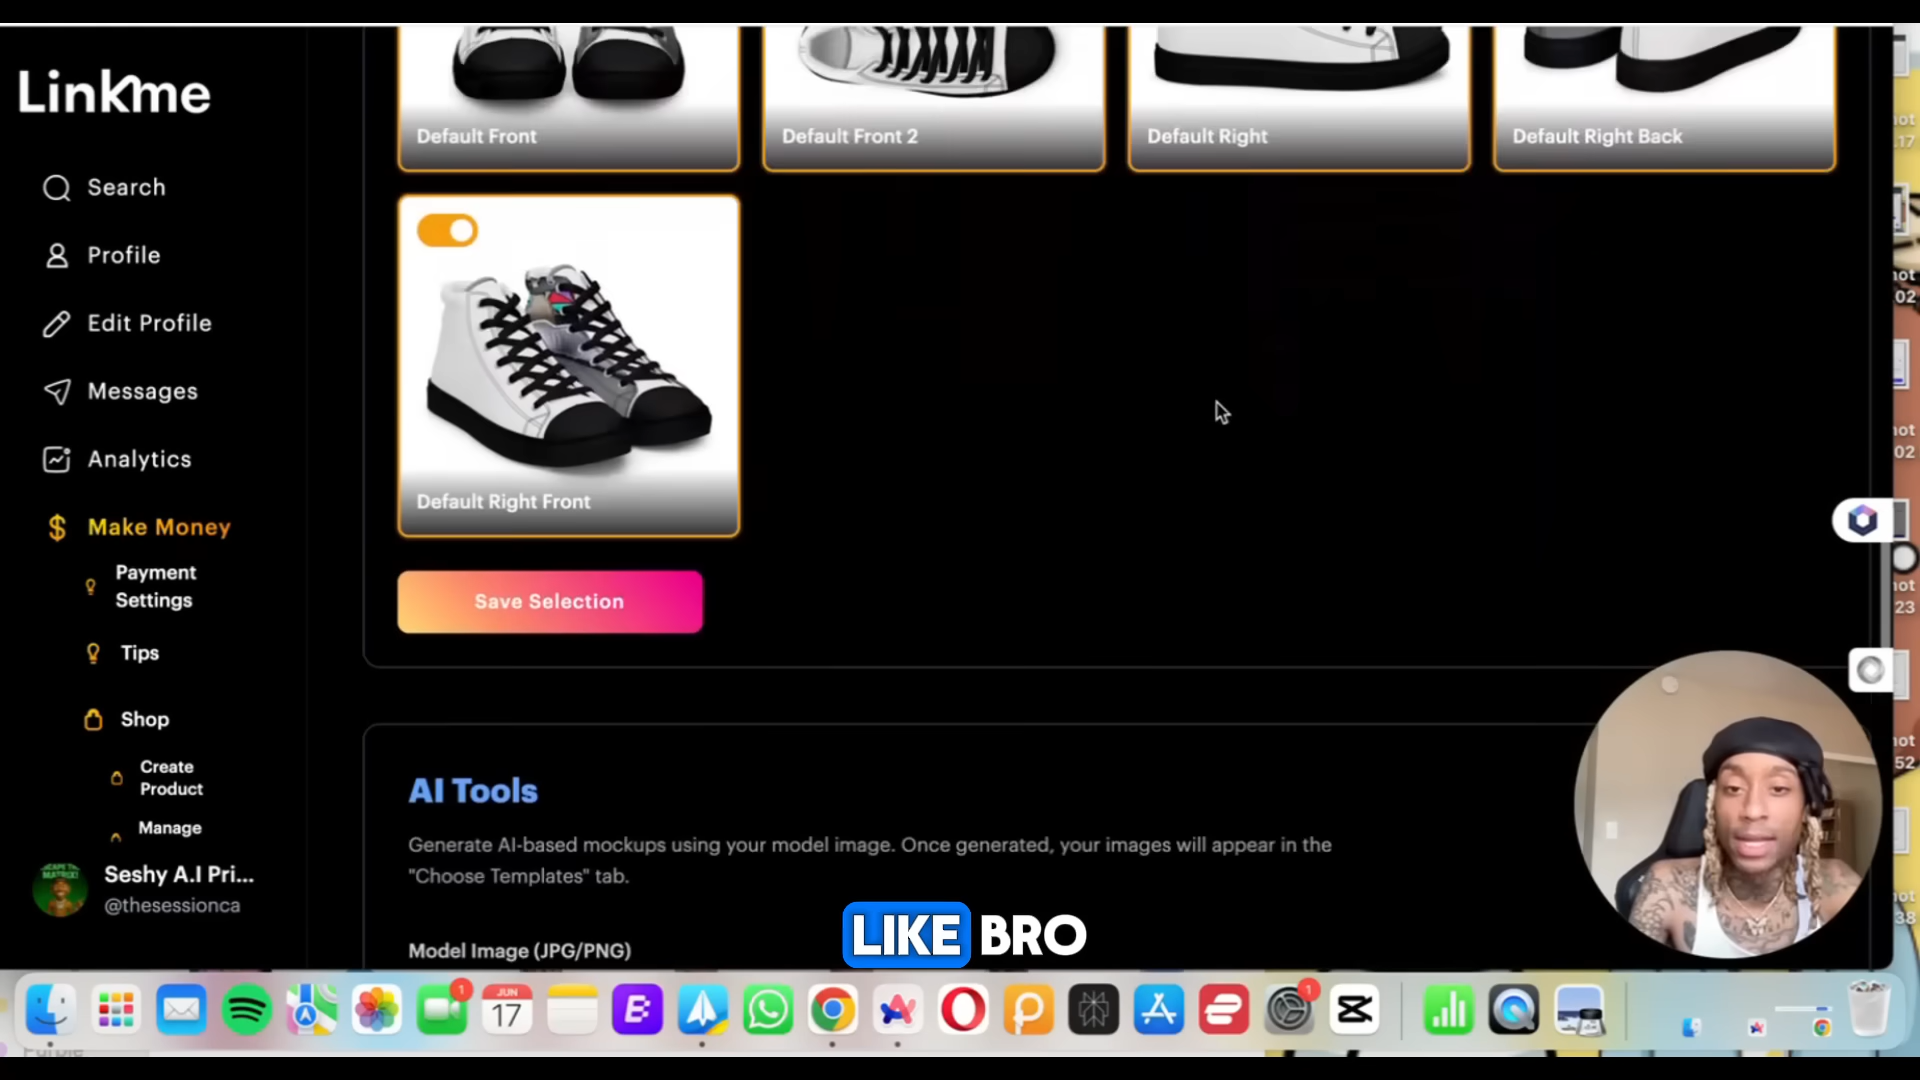 Linkme
Search
Profile
Edit Profile
Messages
Analytics
Make Money
Payment
Settings
Tips
Shop
Create
Product
Manage
Seshy A.I Pri...
@thesessionca
Default Front
Default Front 2
Default Right
Default Right Back
Default Right Front
Save Selection
AI Tools
Generate AI-based mockups using your model image. Once generated, your images will appear in the
"Choose Templates" tab.
Model Image (JPG/PNG)
LIKE BRO
1
JUN
17
1